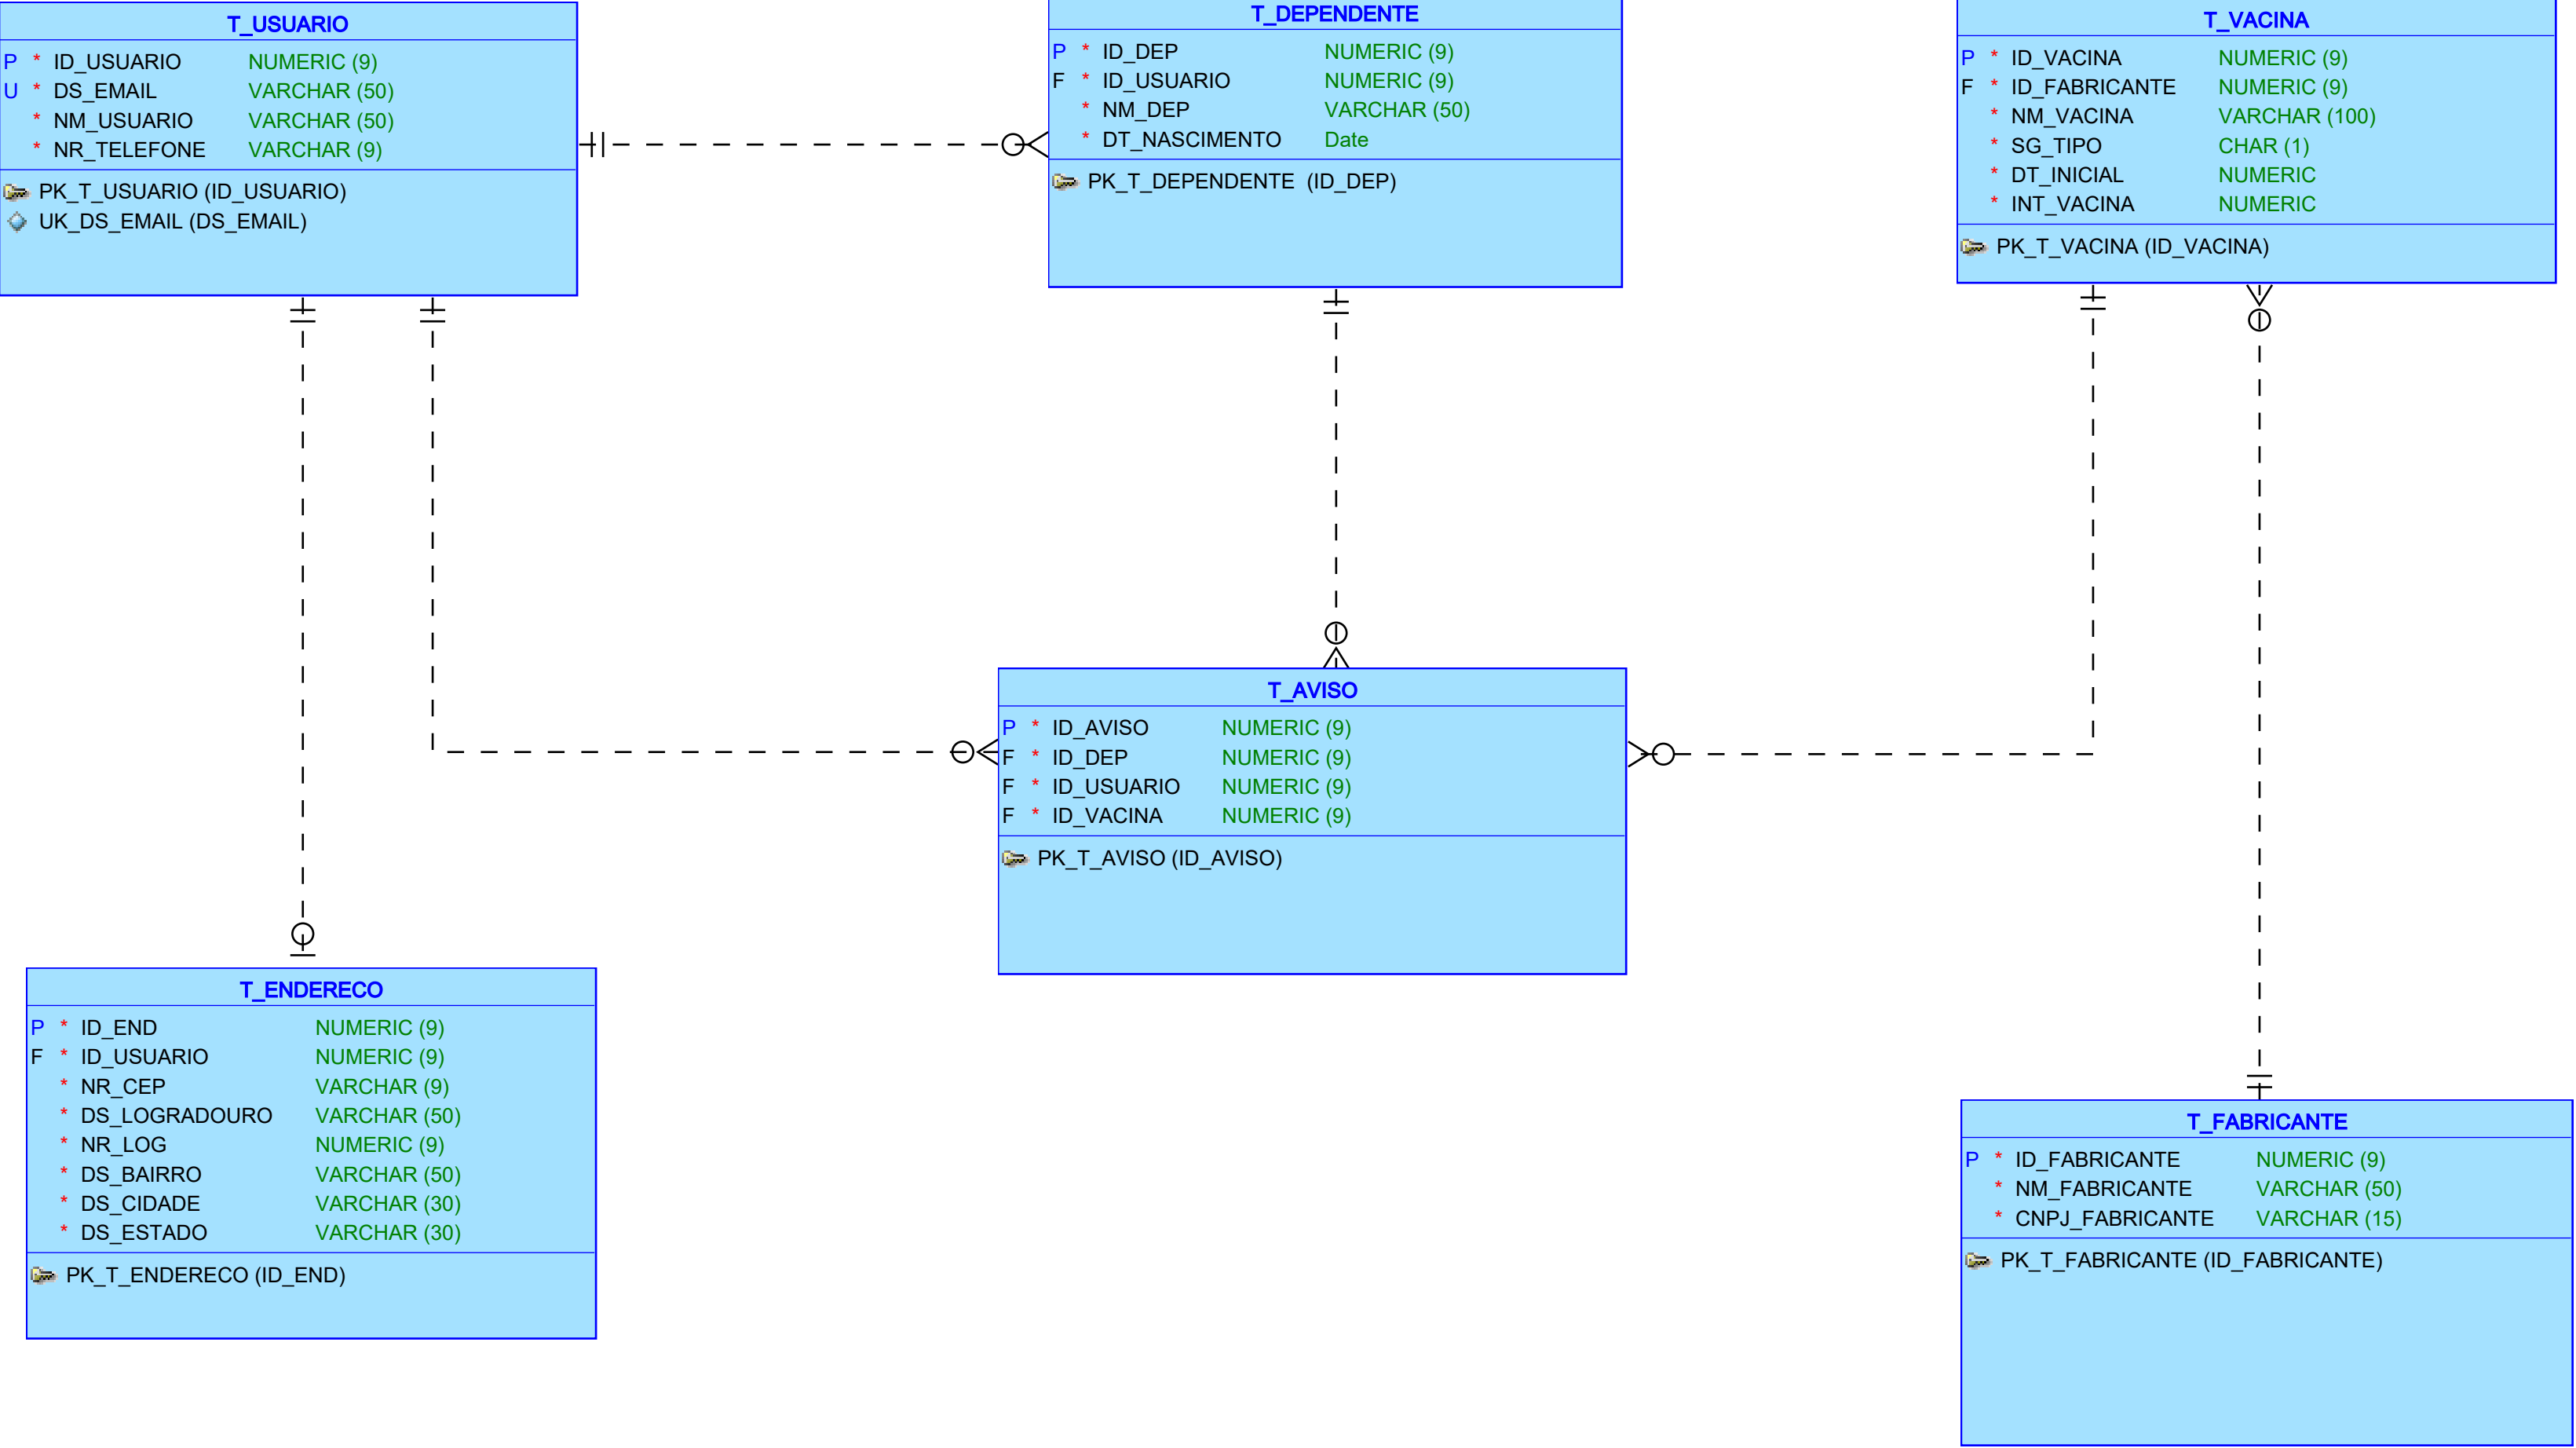 T_USUARIO
P * ID_USUARIO NUMERIC (9)
U * DS_EMAIL VARCHAR (50)
* NM_USUARIO VARCHAR (50)
* NR_TELEFONE VARCHAR (9)
PK_T_USUARIO (ID_USUARIO)
UK_DS_EMAIL (DS_EMAIL)
T_DEPENDENTE
P * ID_DEP NUMERIC (9)
F * ID_USUARIO NUMERIC (9)
* NM_DEP VARCHAR (50)
* DT_NASCIMENTO Date
PK_T_DEPENDENTE (ID_DEP)
T_VACINA
P * ID_VACINA NUMERIC (9)
F * ID_FABRICANTE NUMERIC (9)
* NM_VACINA VARCHAR (100)
* SG_TIPO CHAR (1)
* DT_INICIAL NUMERIC
* INT_VACINA NUMERIC
PK_T_VACINA (ID_VACINA)
T_AVISO
P * ID_AVISO NUMERIC (9)
F * ID_DEP NUMERIC (9)
F * ID_USUARIO NUMERIC (9)
F * ID_VACINA NUMERIC (9)
PK_T_AVISO (ID_AVISO)
T_ENDERECO
P * ID_END NUMERIC (9)
F * ID_USUARIO NUMERIC (9)
* NR_CEP VARCHAR (9)
* DS_LOGRADOURO VARCHAR (50)
* NR_LOG NUMERIC (9)
* DS_BAIRRO VARCHAR (50)
* DS_CIDADE VARCHAR (30)
* DS_ESTADO VARCHAR (30)
PK_T_ENDERECO (ID_END)
T_FABRICANTE
P * ID_FABRICANTE NUMERIC (9)
* NM_FABRICANTE VARCHAR (50)
* CNPJ_FABRICANTE VARCHAR (15)
PK_T_FABRICANTE (ID_FABRICANTE)